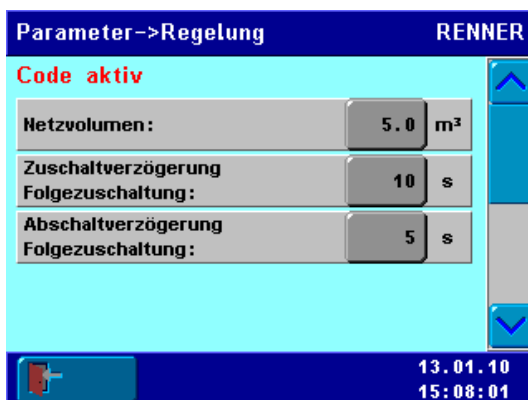 Parameter->Regelung RENNER
Code aktiv
Netzvolumen: 5.0 m³
Zuschaltverzögerung
Folgezuschaltung: 10 s
Abschaltverzögerung
Folgezuschaltung: 5 s
13.01.10
15:08:01